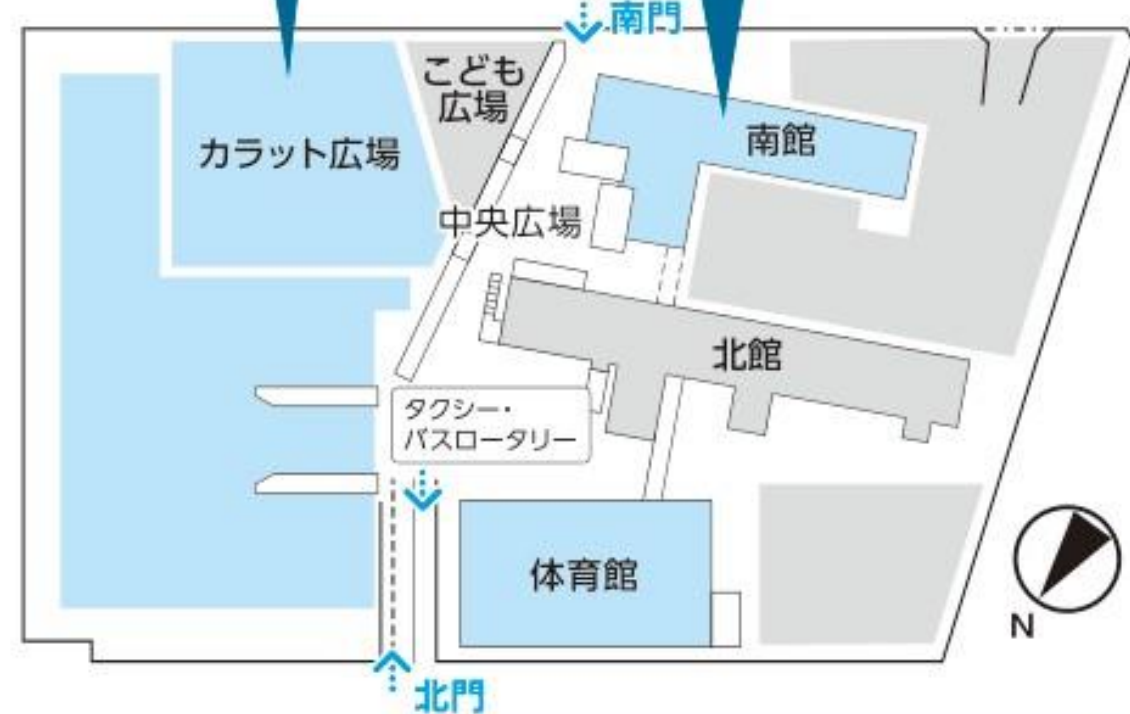 南門
こども
広場
カラット広場
南館
中央広場
北館
タクシー・
バスロータリー
体育館
N
北門